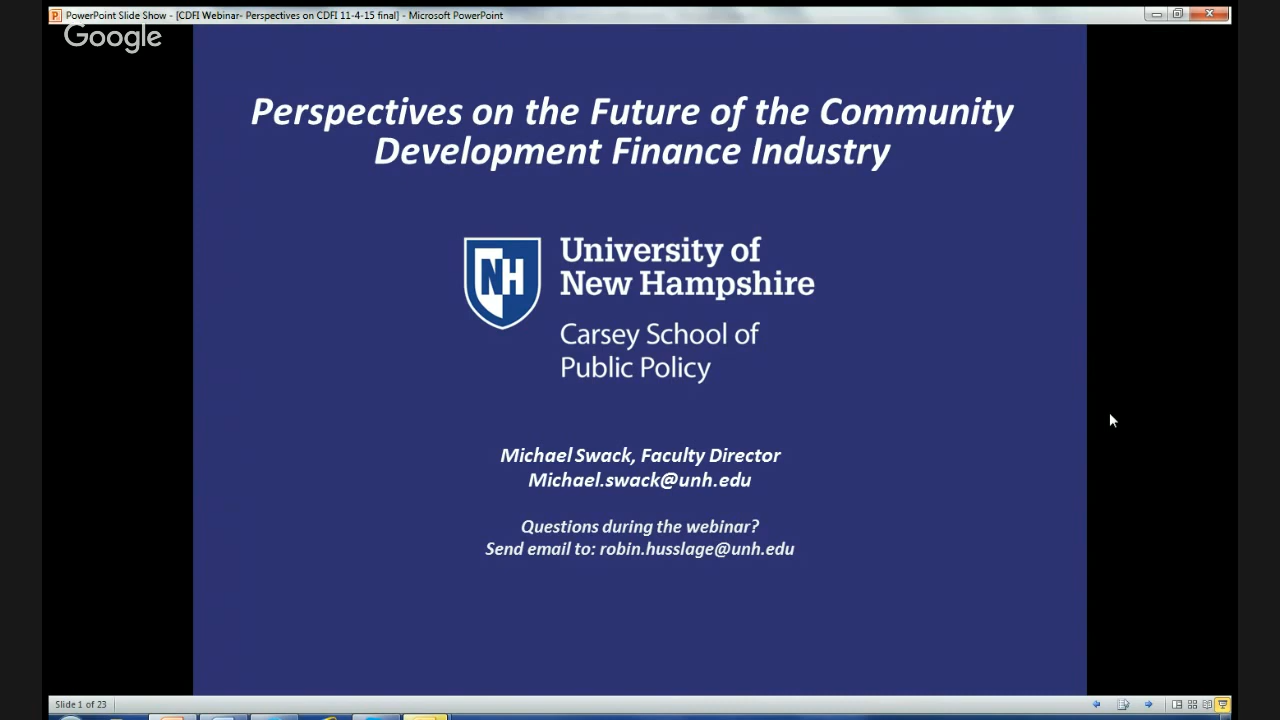 PowerPoint Slide Show - [CDFI Webinar- Perspectives on CDFI 11-4-15 final] - Microsoft PowerPoint
Google
Perspectives on the Future of the Community
Development Finance Industry
NH
University of
New Hampshire
Carsey School of
Public Policy
Michael Swack, Faculty Director
Michael.swack@unh.edu
Questions during the webinar?
Send email to: robin.husslage@unh.edu
Slide 1 of 23